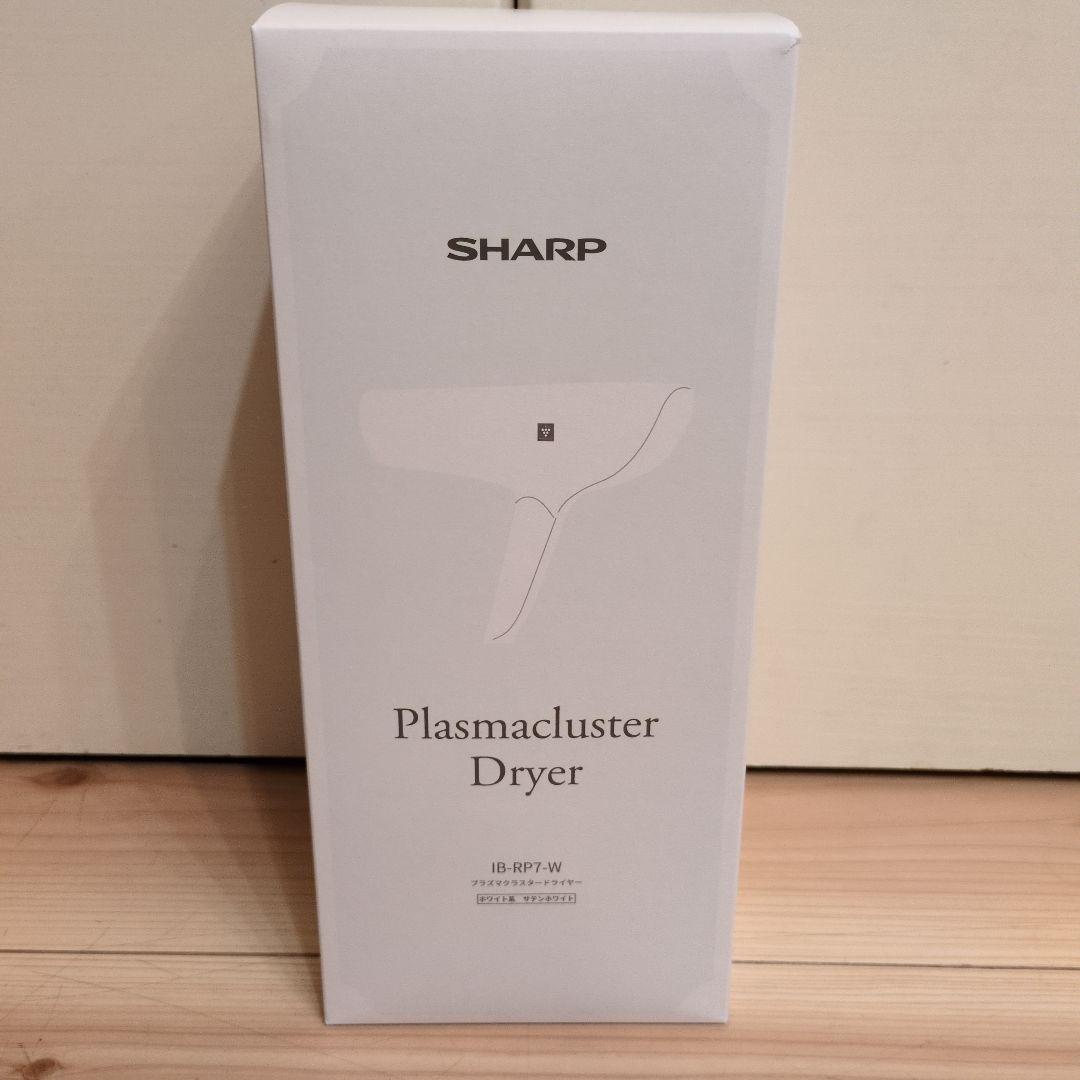 SHARP
Plasmacluster
Dryer
IB-RP7-W
プラズマクラスタードライヤー
ホワイト系 サテンホワイト